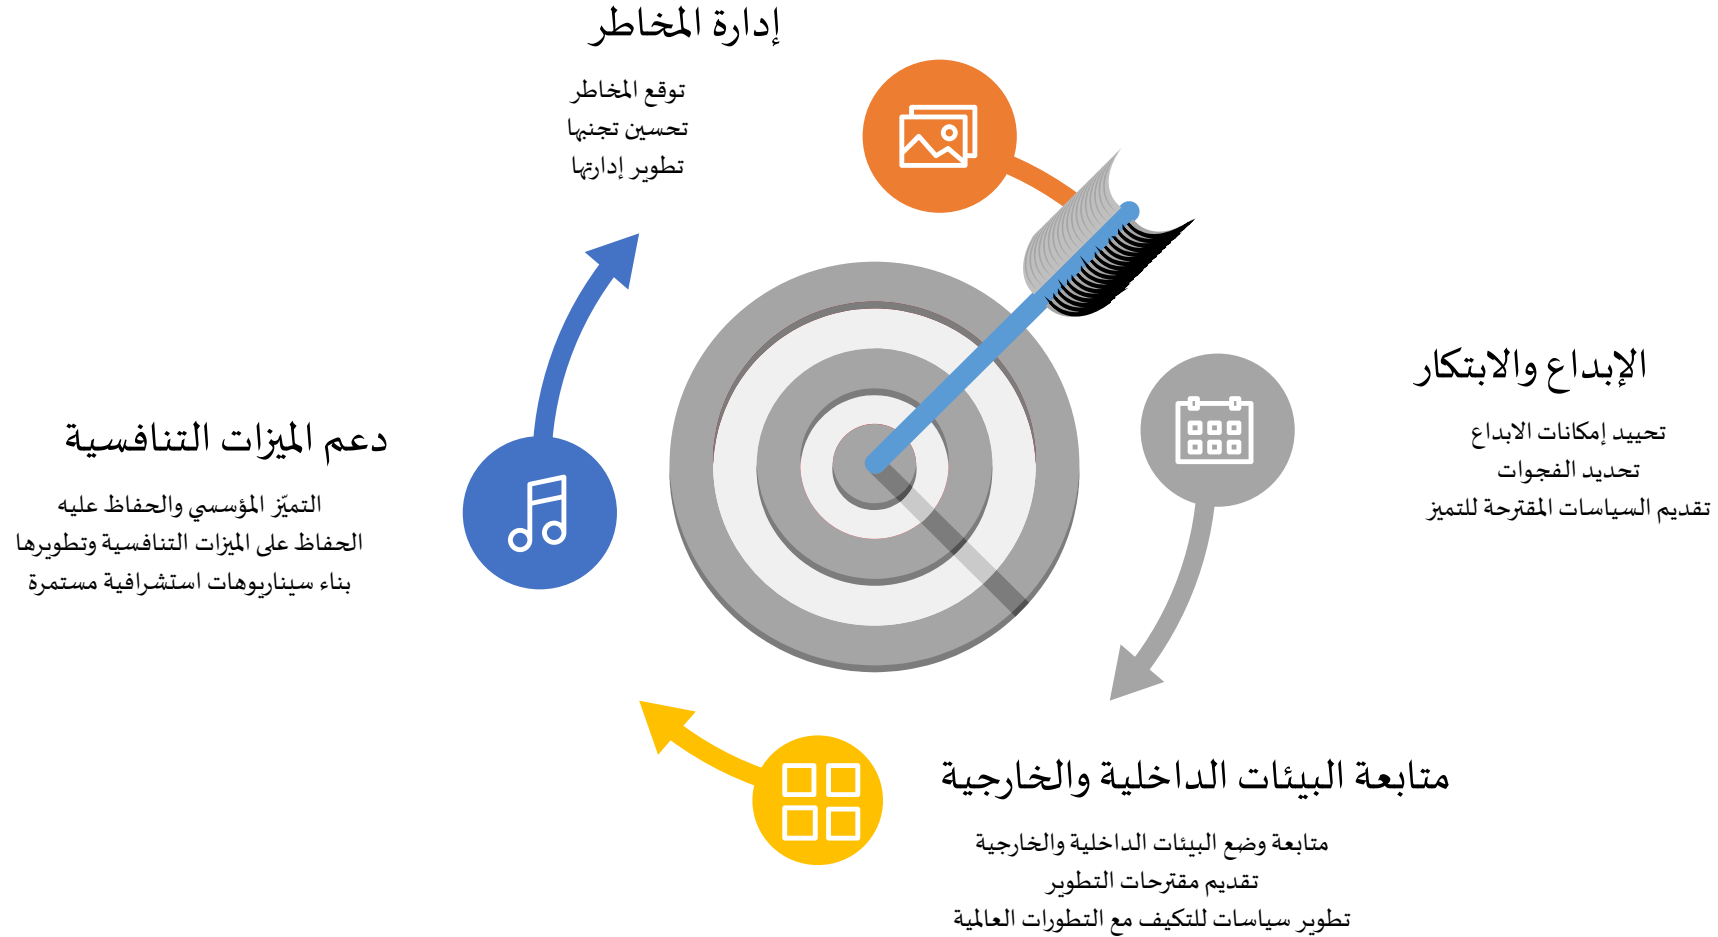 إدارة المخاطر
توقع المخاطر
تحسين تجنبها
تطوير إدارتها
الإبداع والابتكار
تحييد إمكانات الابداع
تحديد الفجوات
تقديم السياسات المقترحة للتميز
متابعة البيئات الداخلية والخارجية
متابعة وضع البيئات الداخلية والخارجية
تقديم مقترحات التطوير
تطوير سياسات للتكيف مع التطورات العالمية
دعم الميزات التنافسية
التميّز المؤسسي والحفاظ عليه
الحفاظ على الميزات التنافسية وتطويرها
بناء سيناريوهات استشرافية مستمرة